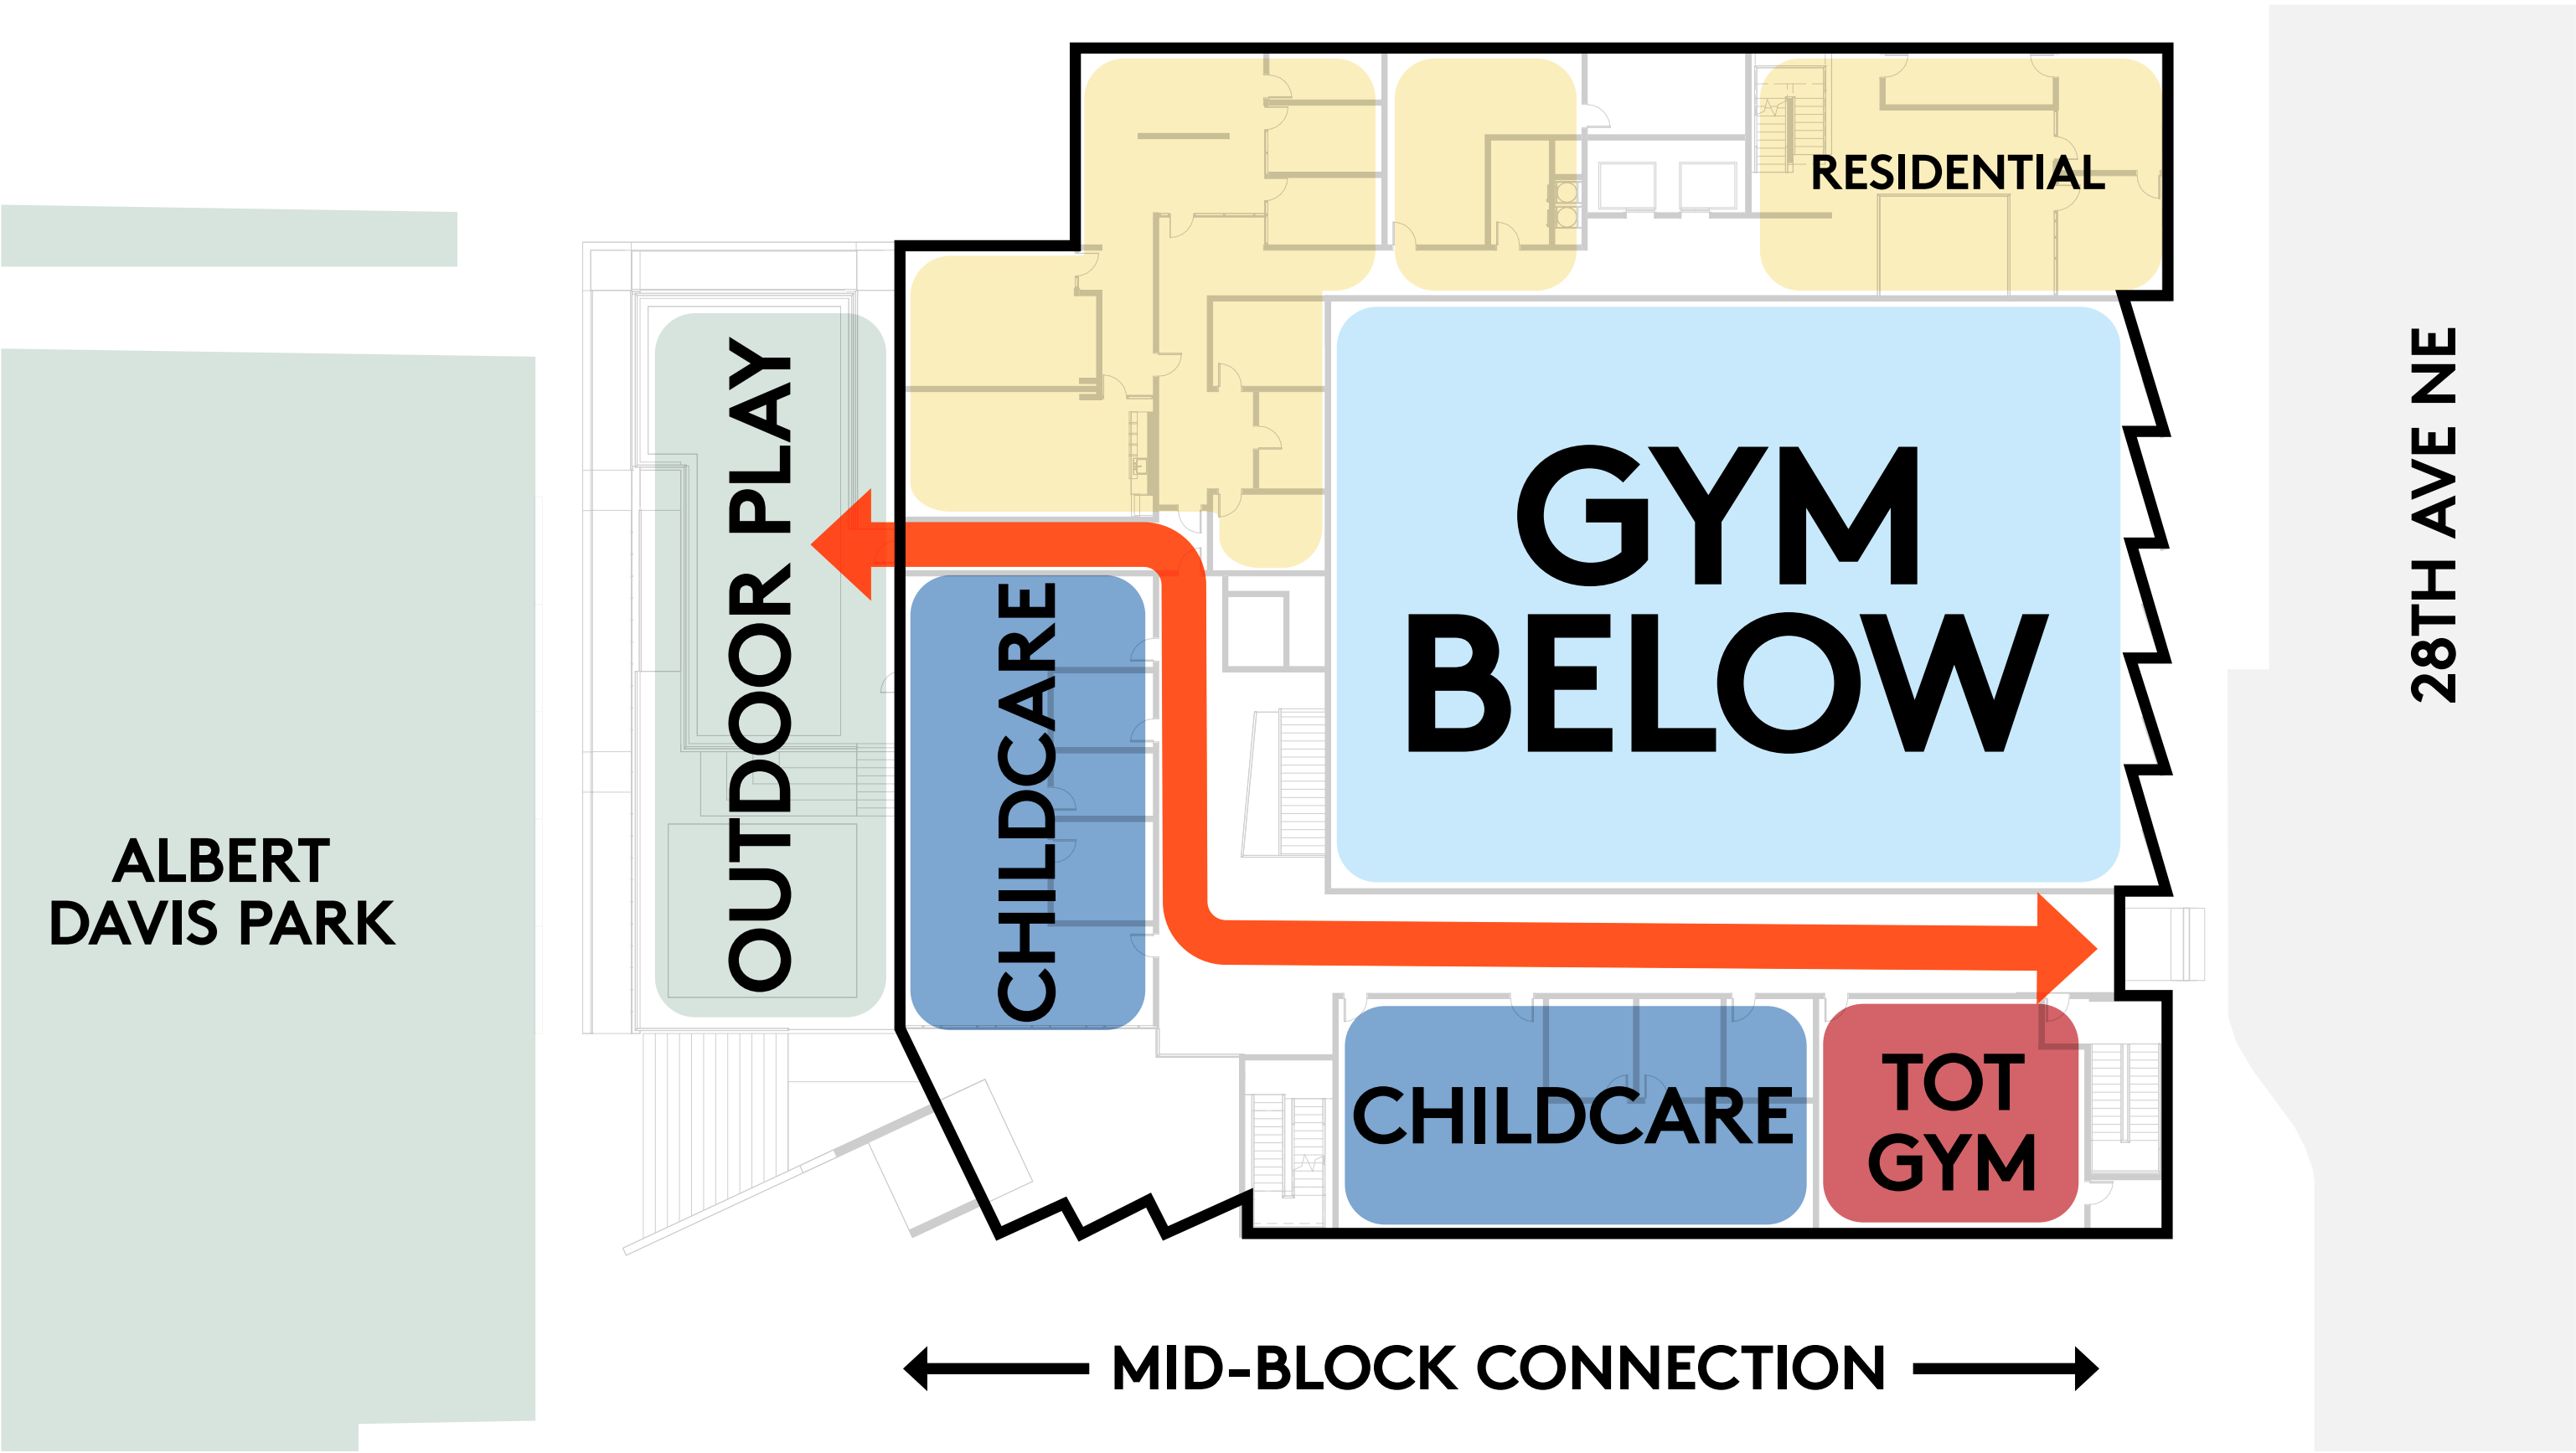 RESIDENTIAL
OUTDOOR PLAY
GYM
BELOW
28TH AVE NE
CHILDCARE
ALBERT
DAVIS PARK
CHILDCARE
TOT
GYM
MID-BLOCK CONNECTION